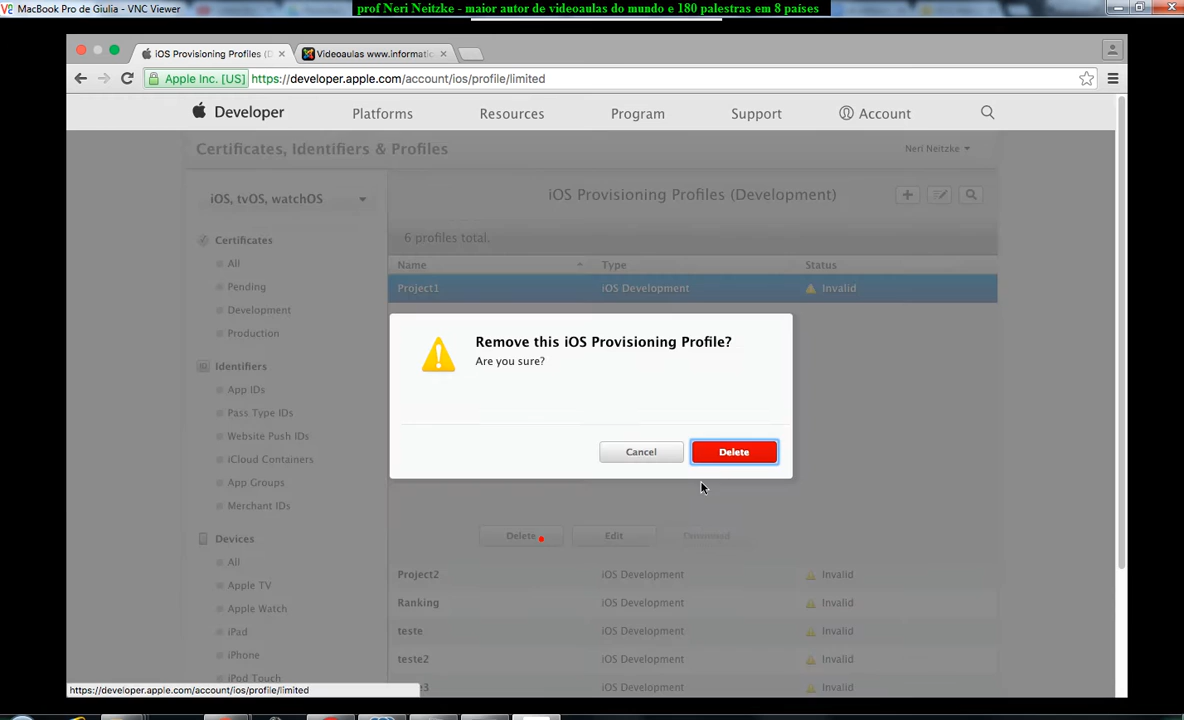 MacBook Pro de Giulia - VNC Viewer
prof Neri Neitzke - maior autor de videoaulas do mundo e 180 palestras em 8 países
iOS Provisioning Profiles (D
Videoaulas www.informatic
Apple Inc. [US]
https://developer.apple.com/account/ios/profile/limited
Developer
Platforms
Resources
Program
Support
Account
Certificates, Identifiers & Profiles
Neri Neitzke
iOS, tvOS, watchOS
iOS Provisioning Profiles (Development)
6 profiles total.
Certificates
All
Pending
Development
Production
Identifiers
App IDs
Pass Type IDs
Website Push IDs
iCloud Containers
App Groups
Merchant IDs
Devices
All
Apple TV
Apple Watch
iPad
iPhone
iPod Touch
Name Type Status
Project1 iOS Development Invalid
Remove this iOS Provisioning Profile?
Are you sure?
Cancel Delete
Delete Edit Download
Project2 iOS Development Invalid
Ranking iOS Development Invalid
teste iOS Development Invalid
teste2 iOS Development Invalid
e3 iOS Development Invalid
https://developer.apple.com/account/ios/profile/limited